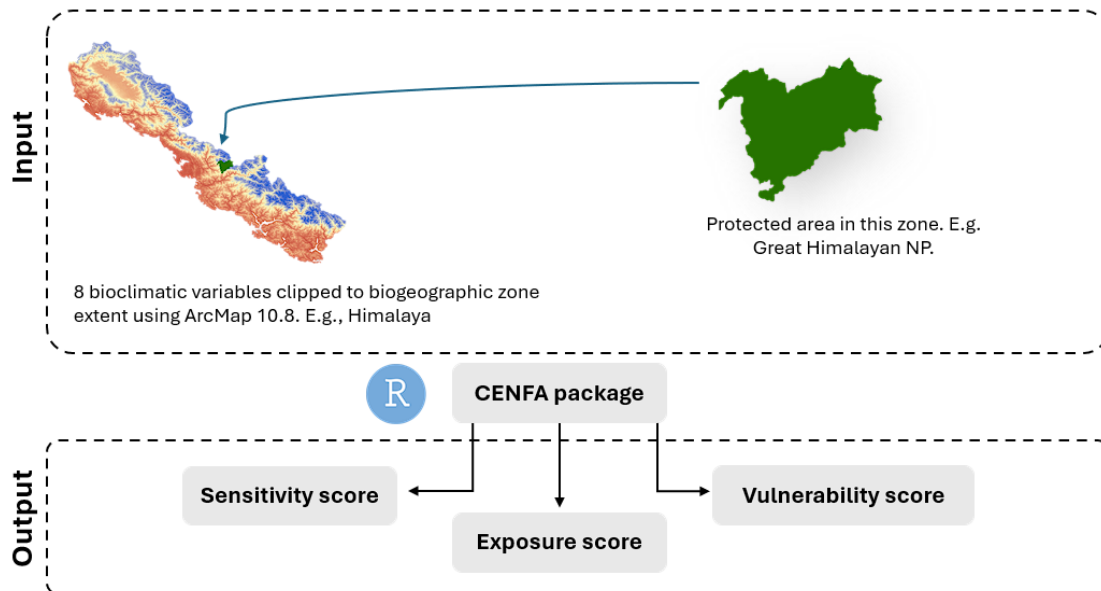 Input
Protected area in this zone. E.g.
Great Himalayan NP.
8 bioclimatic variables clipped to biogeographic zone
extent using ArcMap 10.8. E.g., Himalaya
R
CENFA package
Output
Sensitivity score
Vulnerability score
Exposure score